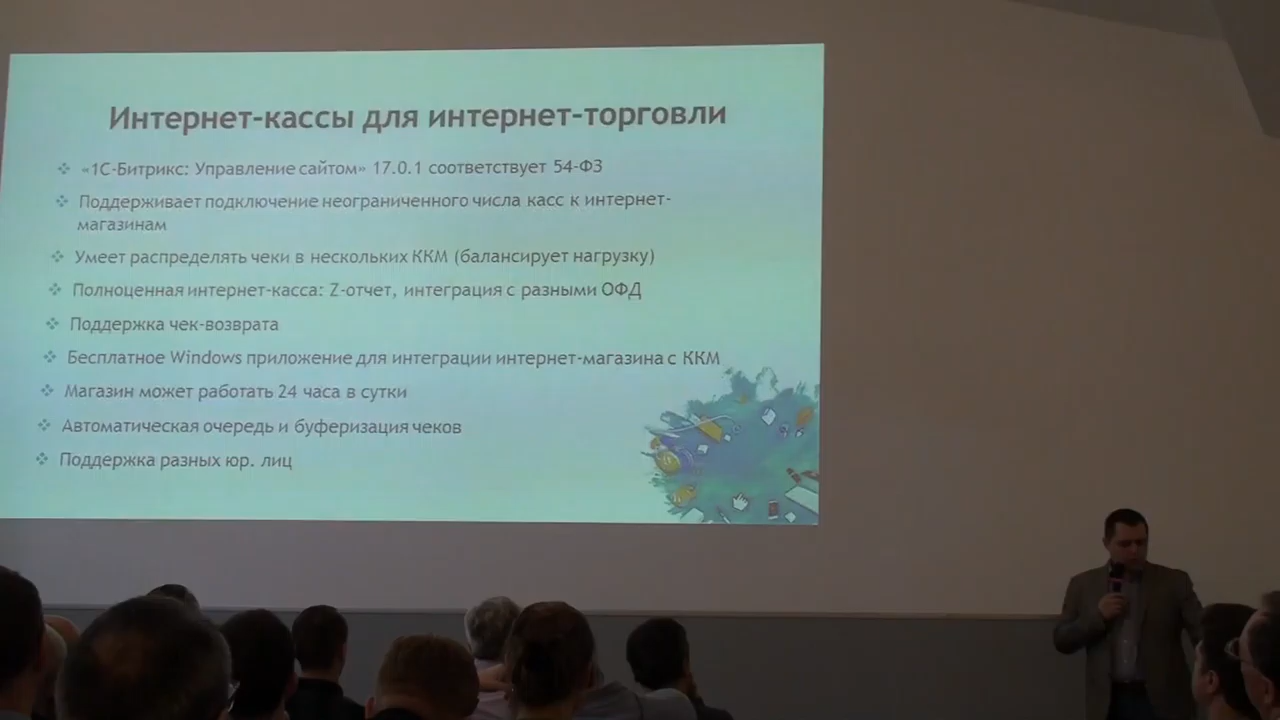 Интернет-кассы для интернет-торговли
«1С-Битрикс: Управление сайтом» 17.0.1 соответствует 54-ФЗ
Поддерживает подключение неограниченного числа касс к интернет-
магазинам
Умеет распределять чеки в нескольких ККМ (балансирует нагрузку)
Полноценная интернет-касса: Z-отчет, интеграция с разными ОФД
Поддержка чек-возврата
Бесплатное Windows приложение для интеграции интернет-магазина с ККМ
Магазин может работать 24 часа в сутки
Автоматическая очередь и буферизация чеков
Поддержка разных юр. лиц